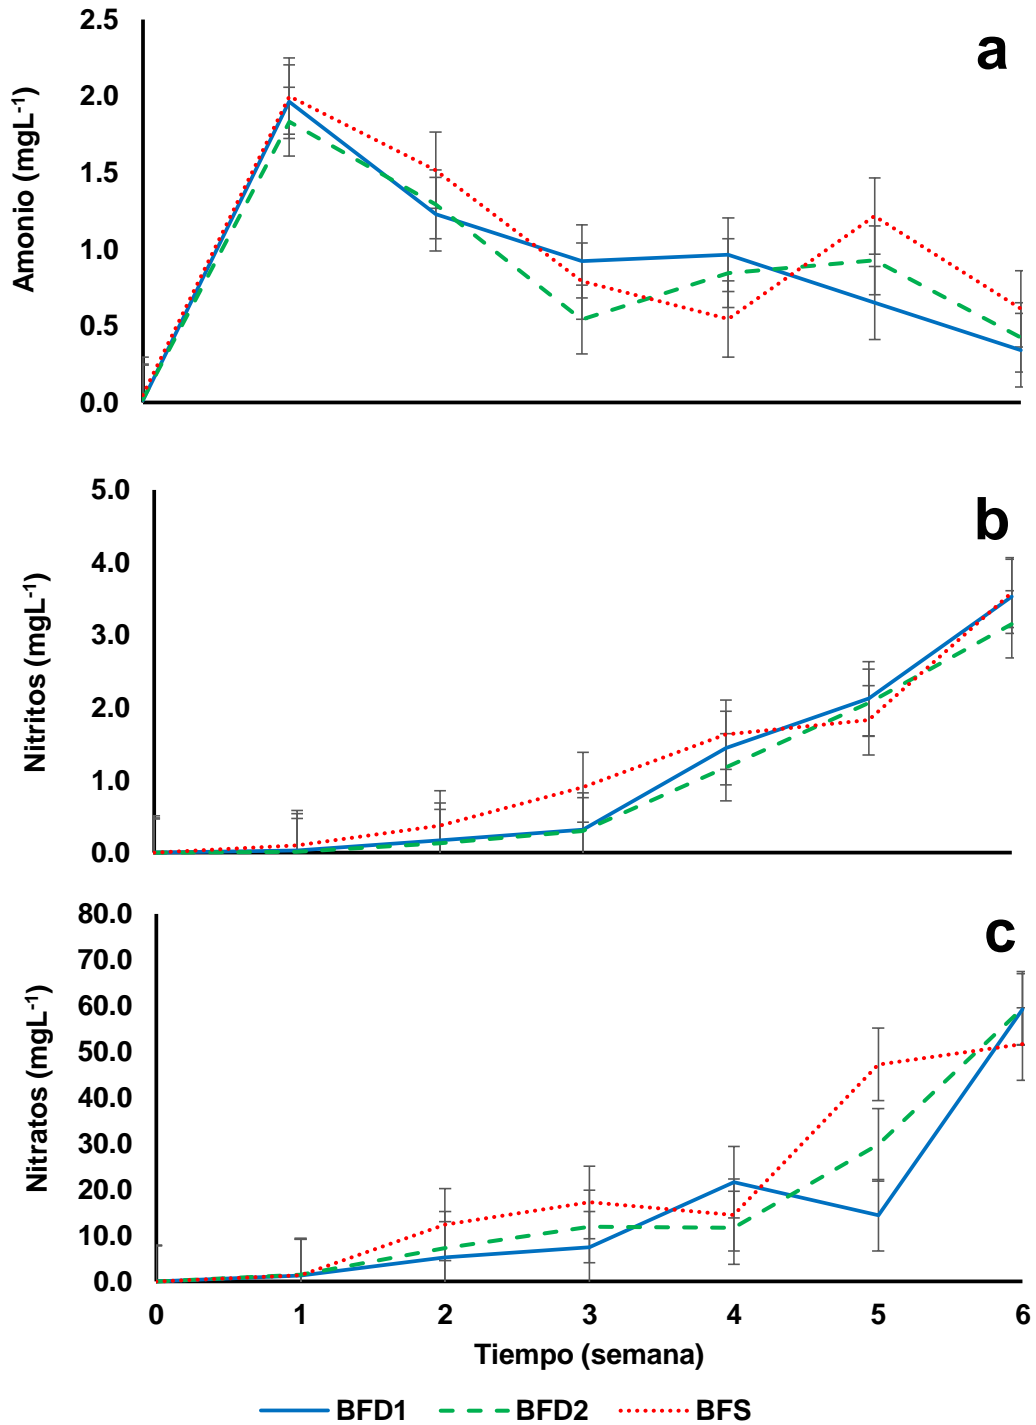 a
Amonio (mgL-1)
2.5
2.0
1.5
1.0
0.5
0.0
b
Nitritos (mgL-1)
5.0
4.0
3.0
2.0
1.0
0.0
c
Nitratos (mgL-1)
80.0
70.0
60.0
50.0
40.0
30.0
20.0
10.0
0.0
0 1 2 3 4 5 6
Tiempo (semana)
BFD1 BFD2 BFS